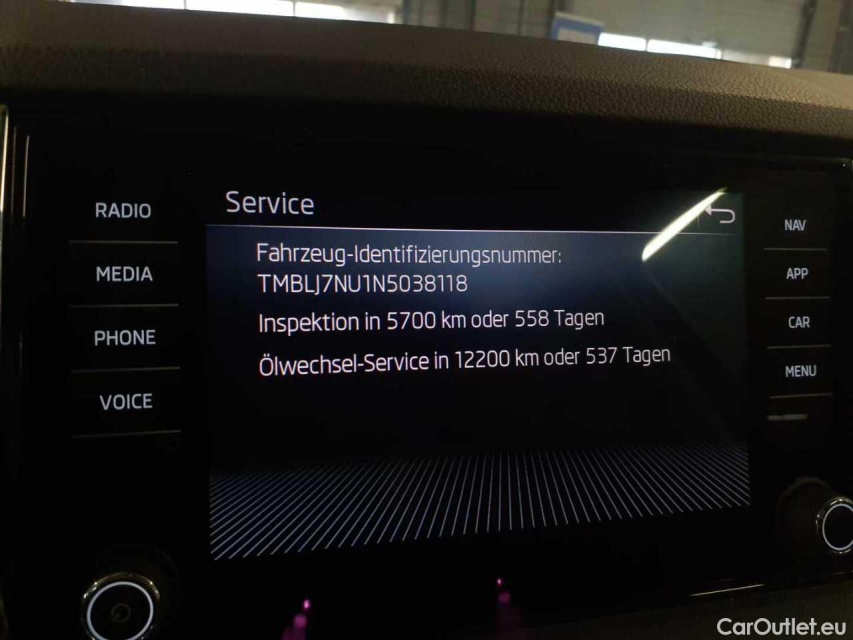 RADIO
MEDIA
PHONE
VOICE
Service
Fahrzeug-Identifizierungsnummer:
TMBLJ7NU1N5038118
Inspektion in 5700 km oder 558 Tagen
Ölwechsel-Service in 12200 km oder 537 Tagen
NAV
APP
CAR
MENU
CarOutlet.eu